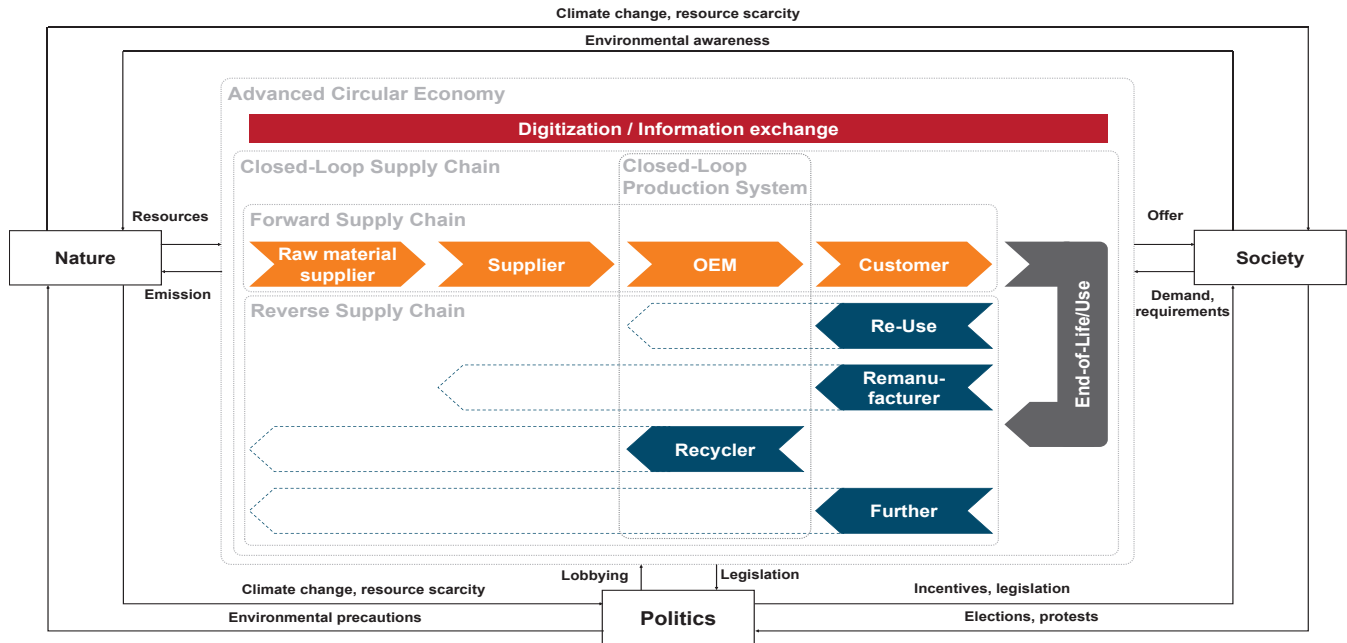 Climate change, resource scarcity
Environmental awareness
Advanced Circular Economy
Digitization / Information exchange
Closed-Loop Supply Chain
Closed-Loop
Production System
Resources
Offer
Forward Supply Chain
Nature
Raw material
supplier
Supplier
OEM
Customer
Society
Emission
Demand,
requirements
Reverse Supply Chain
Re-Use
End-of-Life/Use
Remanu-
facturer
Recycler
Further
Lobbying
Legislation
Climate change, resource scarcity
Incentives, legislation
Environmental precautions
Politics
Elections, protests